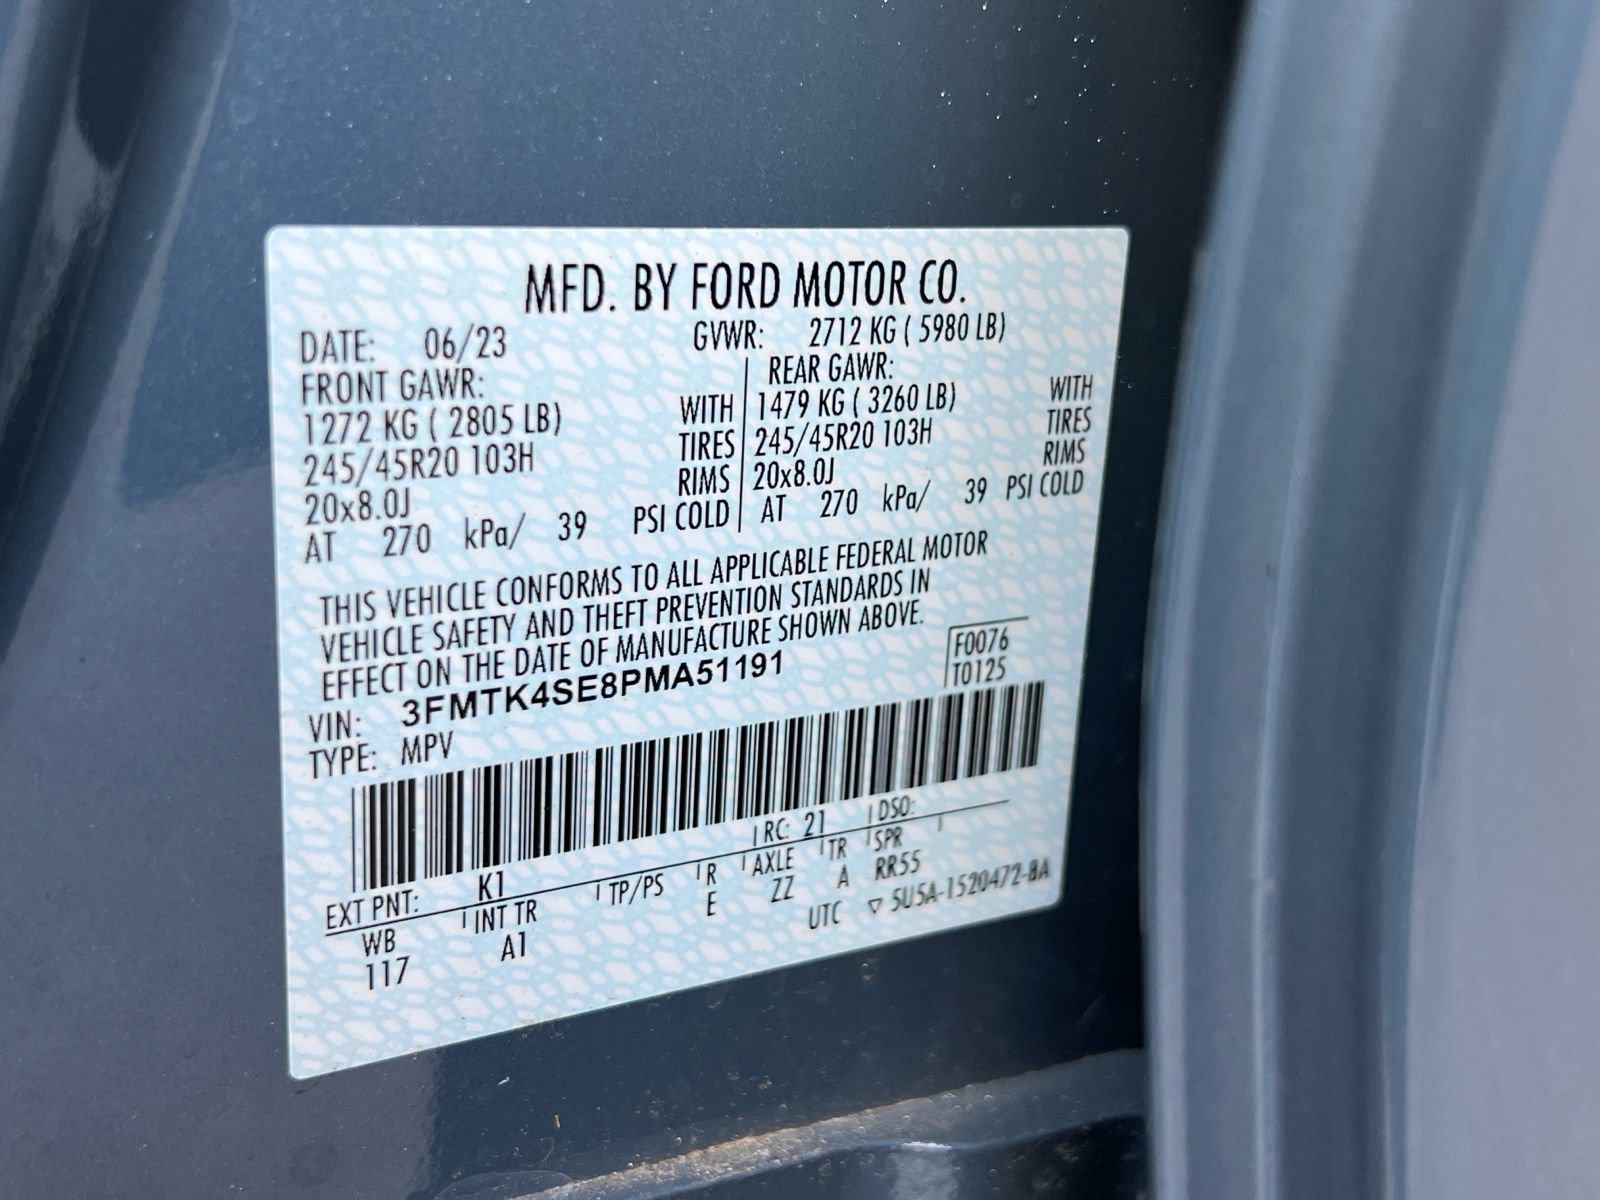 MFD. BY FORD MOTOR CO.
DATE: 06/23 GVWR: 2712 KG ( 5980 LB)
FRONT GAWR: REAR GAWR:
1272 KG ( 2805 LB) WITH 1479 KG ( 3260 LB) WITH
245/45R20 103H TIRES 245/45R20 103H TIRES
20x8.0J RIMS 20x8.0J RIMS
AT 270 kPa/ 39 PSI COLD AT 270 kPa/ 39 PSI COLD
THIS VEHICLE CONFORMS TO ALL APPLICABLE FEDERAL MOTOR
VEHICLE SAFETY AND THEFT PREVENTION STANDARDS IN
EFFECT ON THE DATE OF MANUFACTURE SHOWN ABOVE.
VIN: 3FMTK4SE8PMA51191 F0076
TYPE: MPV T0125
EXT PNT: K1 RC: 21 DSO:
WB INT TR TP/PS R AXLE TR SPR
117 A1 E ZZ A RR55
UTC ▽ 5U5A-1520472-BA